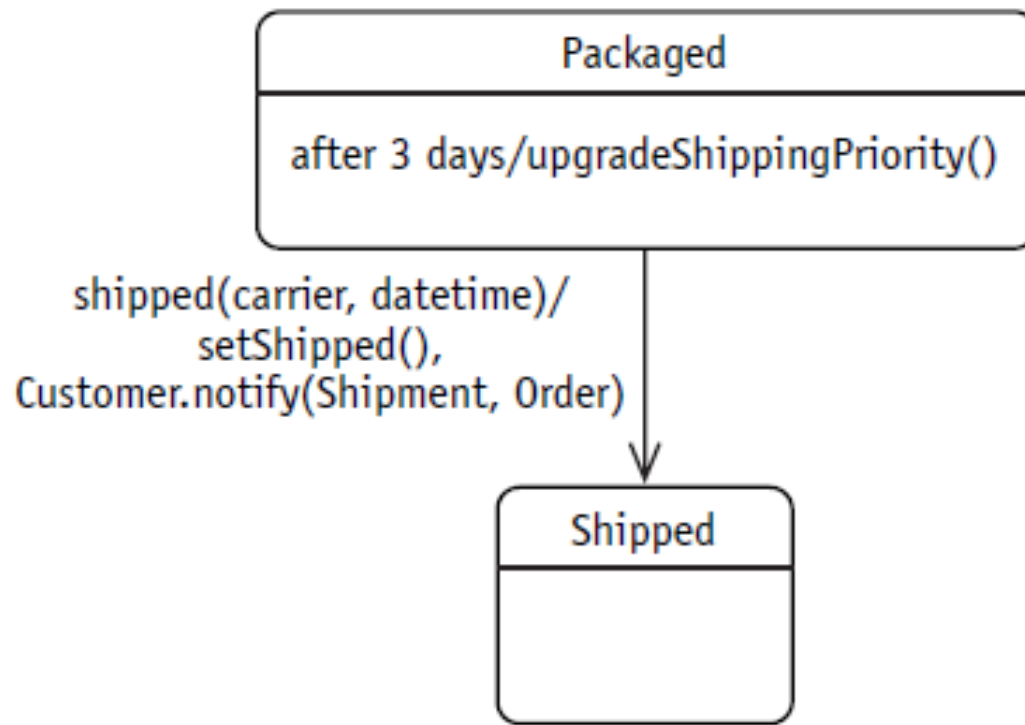 Packaged
after 3 days/upgradeShippingPriority()
shipped(carrier, datetime)/
setShipped(),
Customer.notify(Shipment, Order)
Shipped